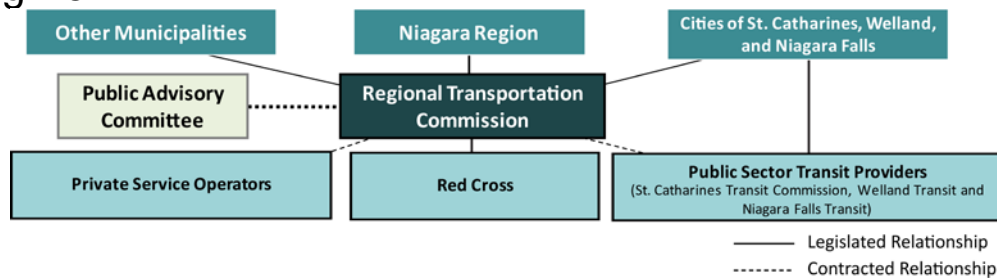 g
Other Municipalities
Niagara Region
Cities of St. Catharines, Welland,
and Niagara Falls
Public Advisory
Committee
Regional Transportation
Commission
Private Service Operators
Red Cross
Public Sector Transit Providers
(St. Catharines Transit Commission, Welland Transit and
Niagara Falls Transit)
Legislated Relationship
Contracted Relationship